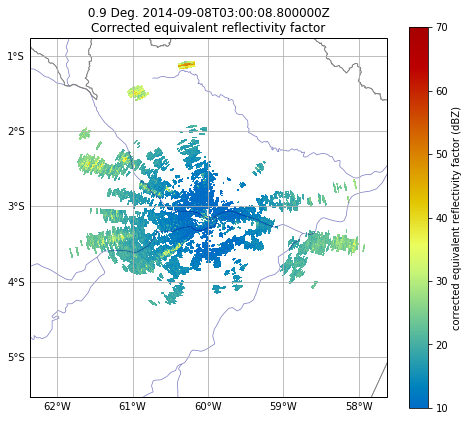 0.9 Deg. 2014-09-08T03:00:08.800000Z
Corrected equivalent reflectivity factor
1°S
2°S
3°S
4°S
5°S
62°W
61°W
60°W
59°W
58°W
70
60
50
40
30
20
10
corrected equivalent reflectivity factor (dBZ)